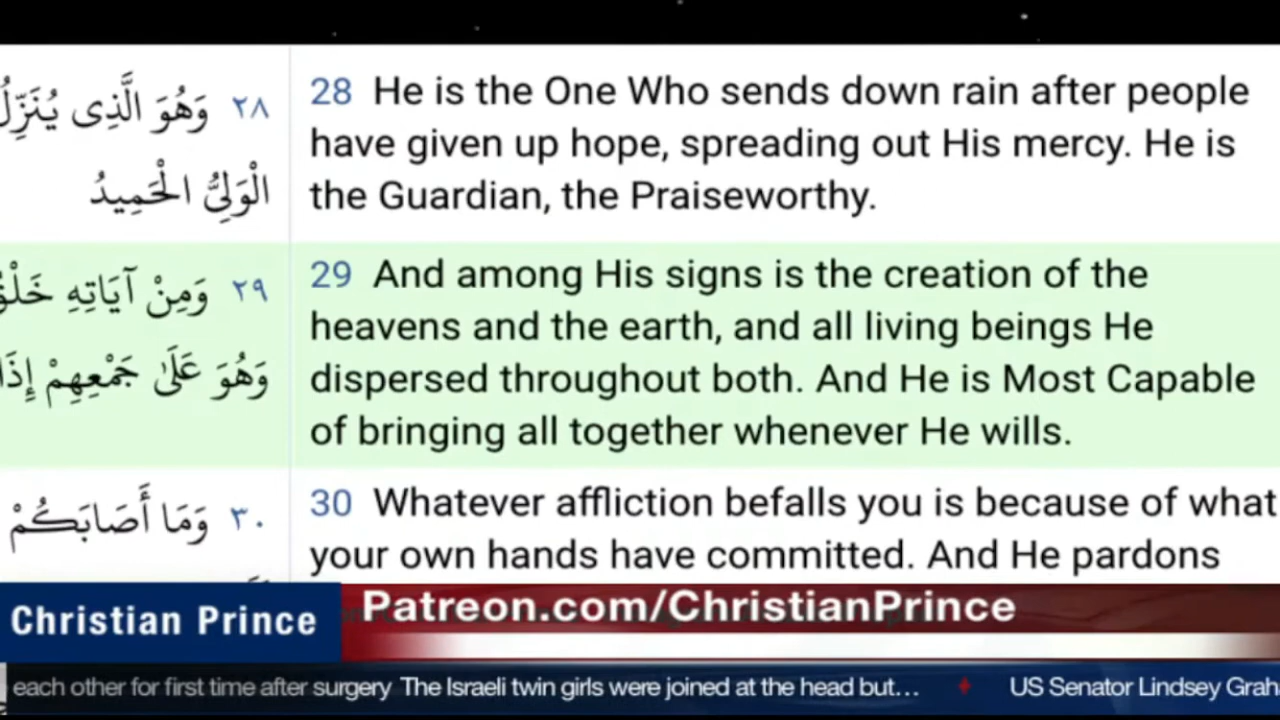 ٢٨ وَهُوَ الَّذِى يُنَزِّلُ
الْوَلِىُّ الْحَمِيدُ
28 He is the One Who sends down rain after people
have given up hope, spreading out His mercy. He is
the Guardian, the Praiseworthy.
٢٩ وَمِنْ آيَاتِهِ خَلْقُ
وَهُوَ عَلَىٰ جَمْعِهِمْ إِذَا
29 And among His signs is the creation of the
heavens and the earth, and all living beings He
dispersed throughout both. And He is Most Capable
of bringing all together whenever He wills.
٣٠ وَمَا أَصَابَكُمْ
30 Whatever affliction befalls you is because of what
your own hands have committed. And He pardons
Christian Prince
Patreon.com/ChristianPrince
each other for first time after surgery The Israeli twin girls were joined at the head but... US Senator Lindsey Grah